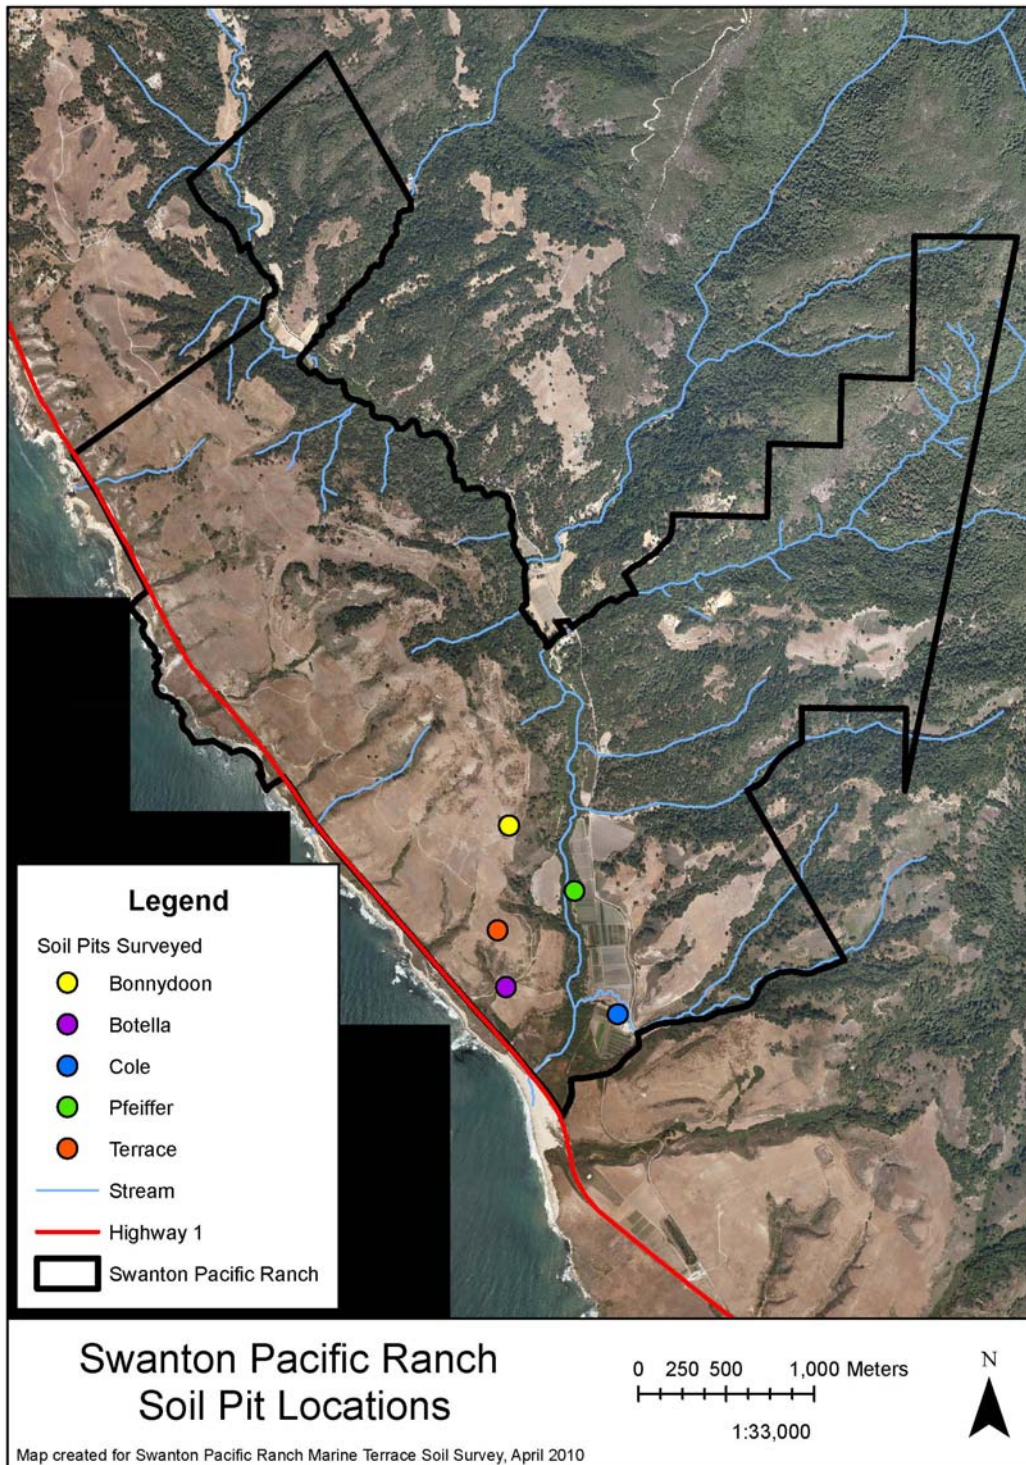 Legend
Soil Pits Surveyed
Bonnydoon
Botella
Cole
Pfeiffer
Terrace
Stream
Highway 1
Swanton Pacific Ranch
Swanton Pacific Ranch
Soil Pit Locations
0 250 500 1,000 Meters
1:33,000
N
Map created for Swanton Pacific Ranch Marine Terrace Soil Survey, April 2010